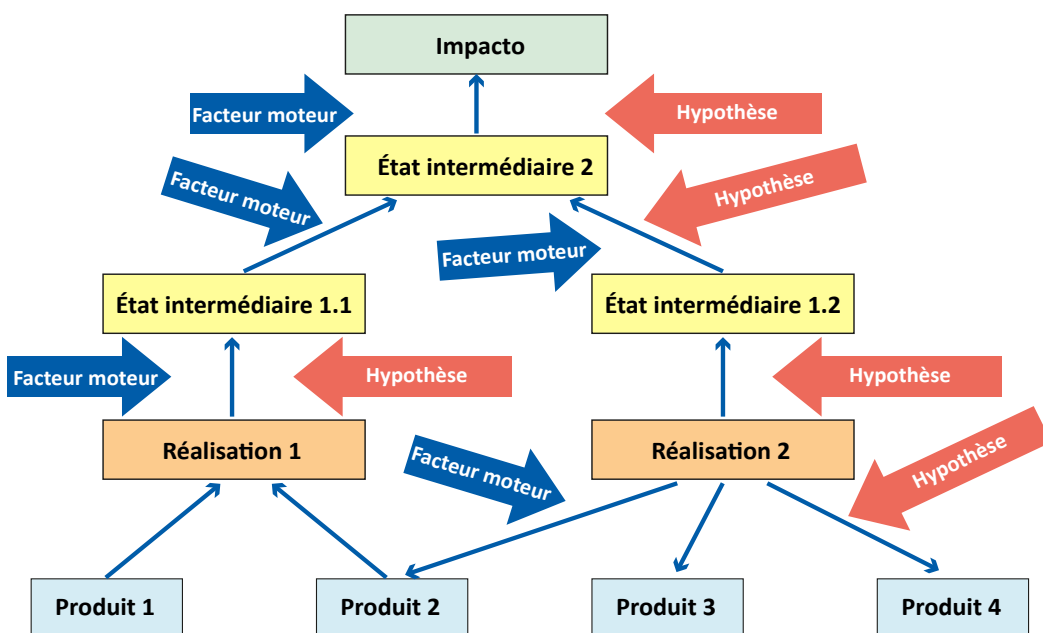 Impacto
Facteur moteur
Hypothèse
État intermédiaire 2
Facteur moteur
Hypothèse
Facteur moteur
État intermédiaire 1.1
État intermédiaire 1.2
Facteur moteur
Hypothèse
Hypothèse
Réalisation 1
Réalisation 2
Facteur moteur
Hypothèse
Produit 1
Produit 2
Produit 3
Produit 4